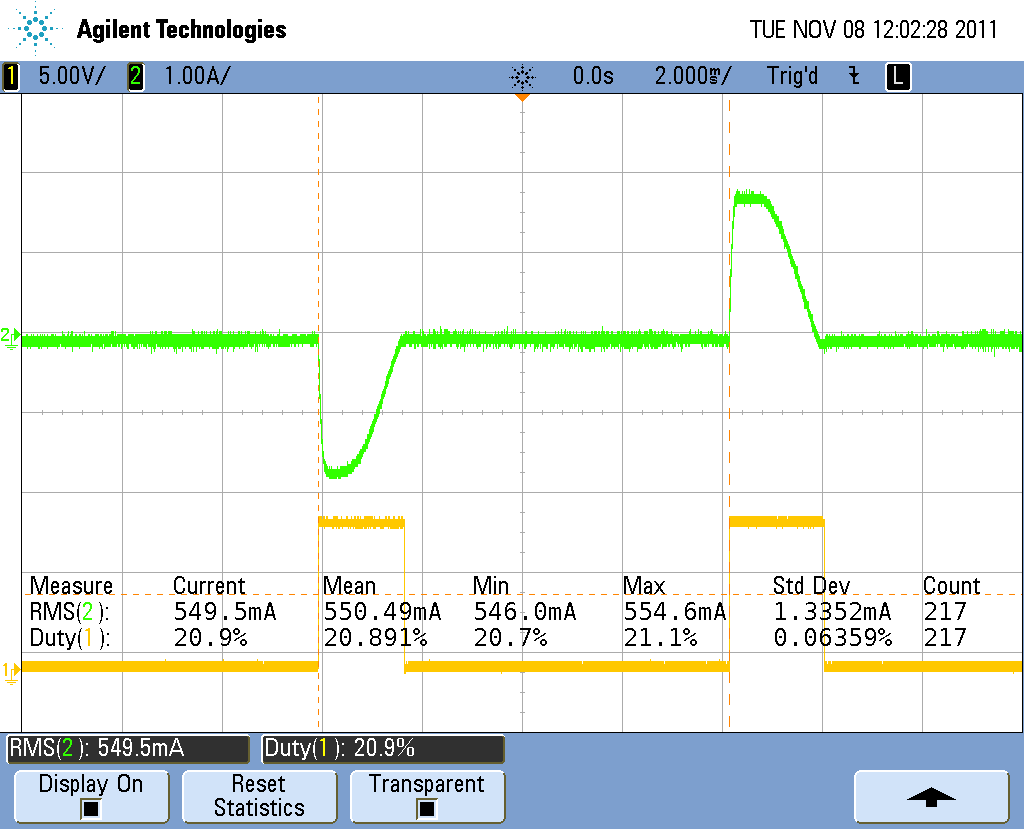 Agilent Technologies TUE NOV 08 12:02:28 2011
1 5.00V/ 2 1.00A/ 0.0s 2.000ms/ Trig'd L
2
Measure Current Mean Min Max Std Dev Count
RMS(2): 549.5mA 550.49mA 546.0mA 554.6mA 1.3352mA 217
Duty(1): 20.9% 20.891% 20.7% 21.1% 0.06359% 217
1
RMS(2): 549.5mA Duty(1): 20.9%
Display On Reset Statistics Transparent